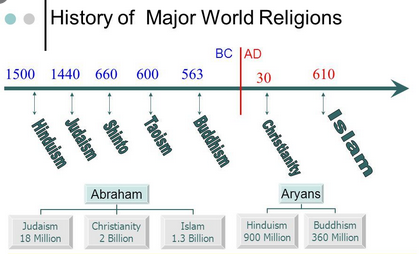 History of  Major World Religions
BC AD
1500 1440 660 600 563 30 610
Hinduism Judaism Shinto Taoism Buddhism Christianity Islam
Abraham Aryans
Judaism Christianity Islam Hinduism Buddhism
18 Million 2 Billion 1.3 Billion 900 Million 360 Million